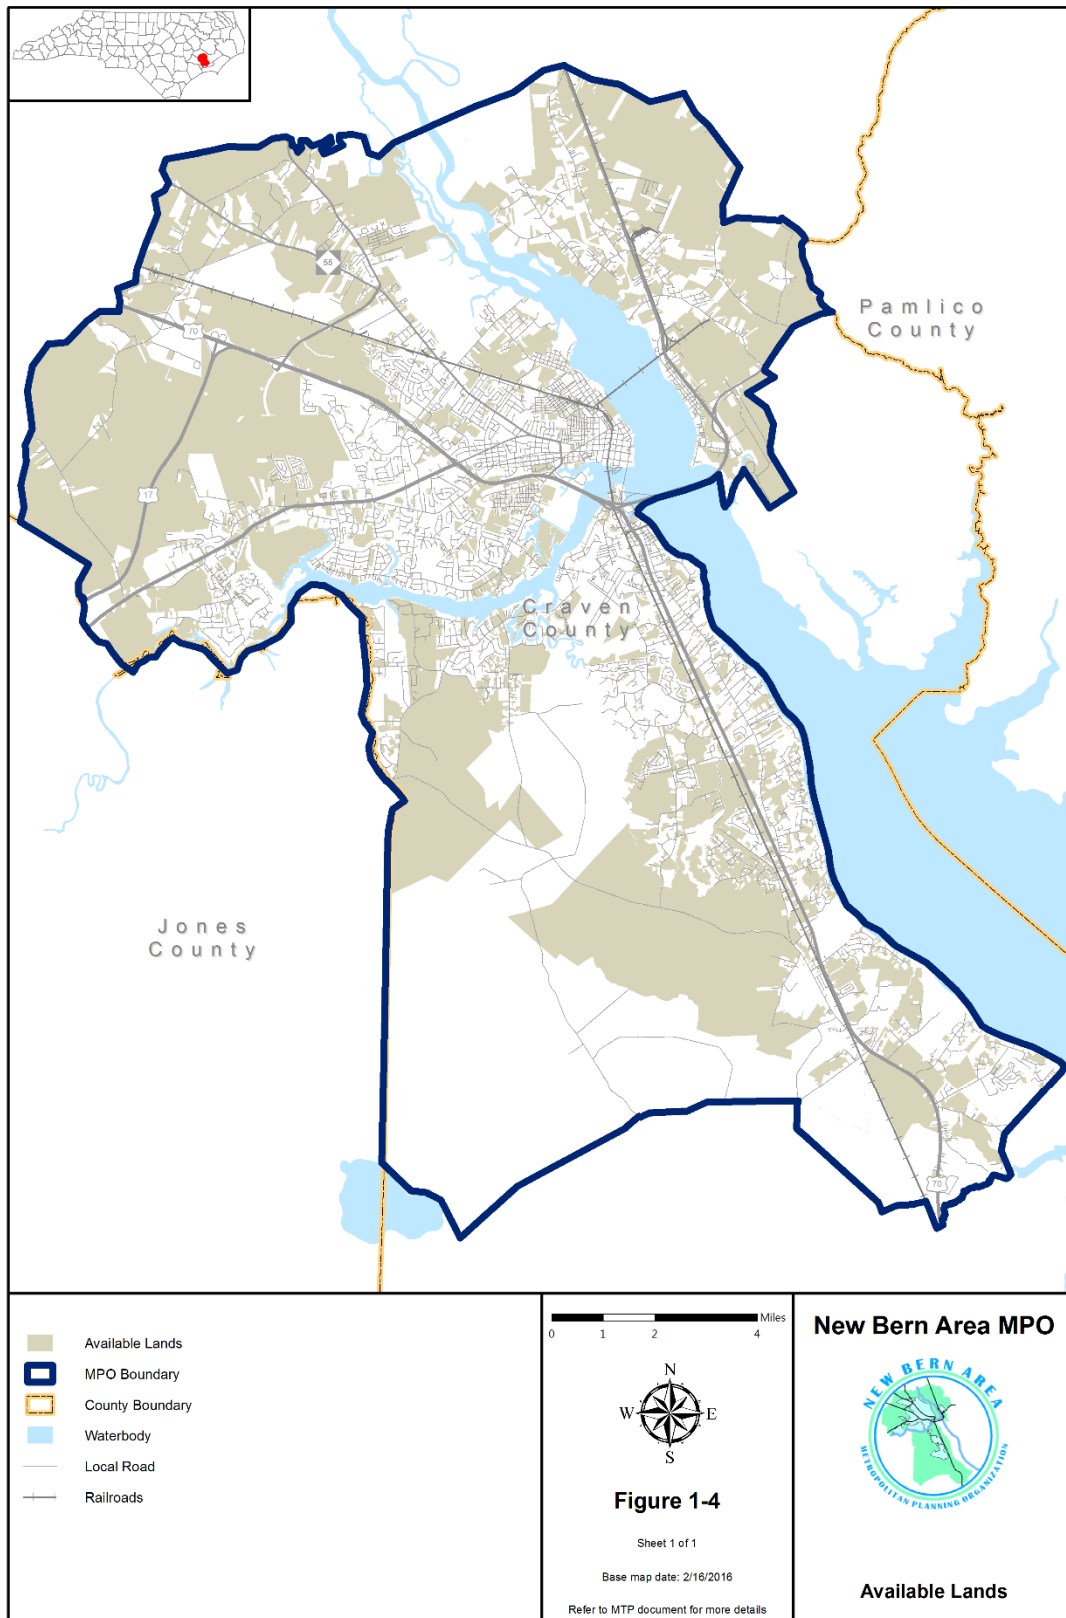 55
70
Pamlico
County
17
Craven
County
Jones
County
70
Available Lands
MPO Boundary
County Boundary
Waterbody
Local Road
Railroads
Miles
0 1 2 4
N
W E
S
Figure 1-4
Sheet 1 of 1
Base map date: 2/16/2016
Refer to MTP document for more details
New Bern Area MPO
NEW BERN AREA
METROPOLITAN PLANNING ORGANIZATION
Available Lands